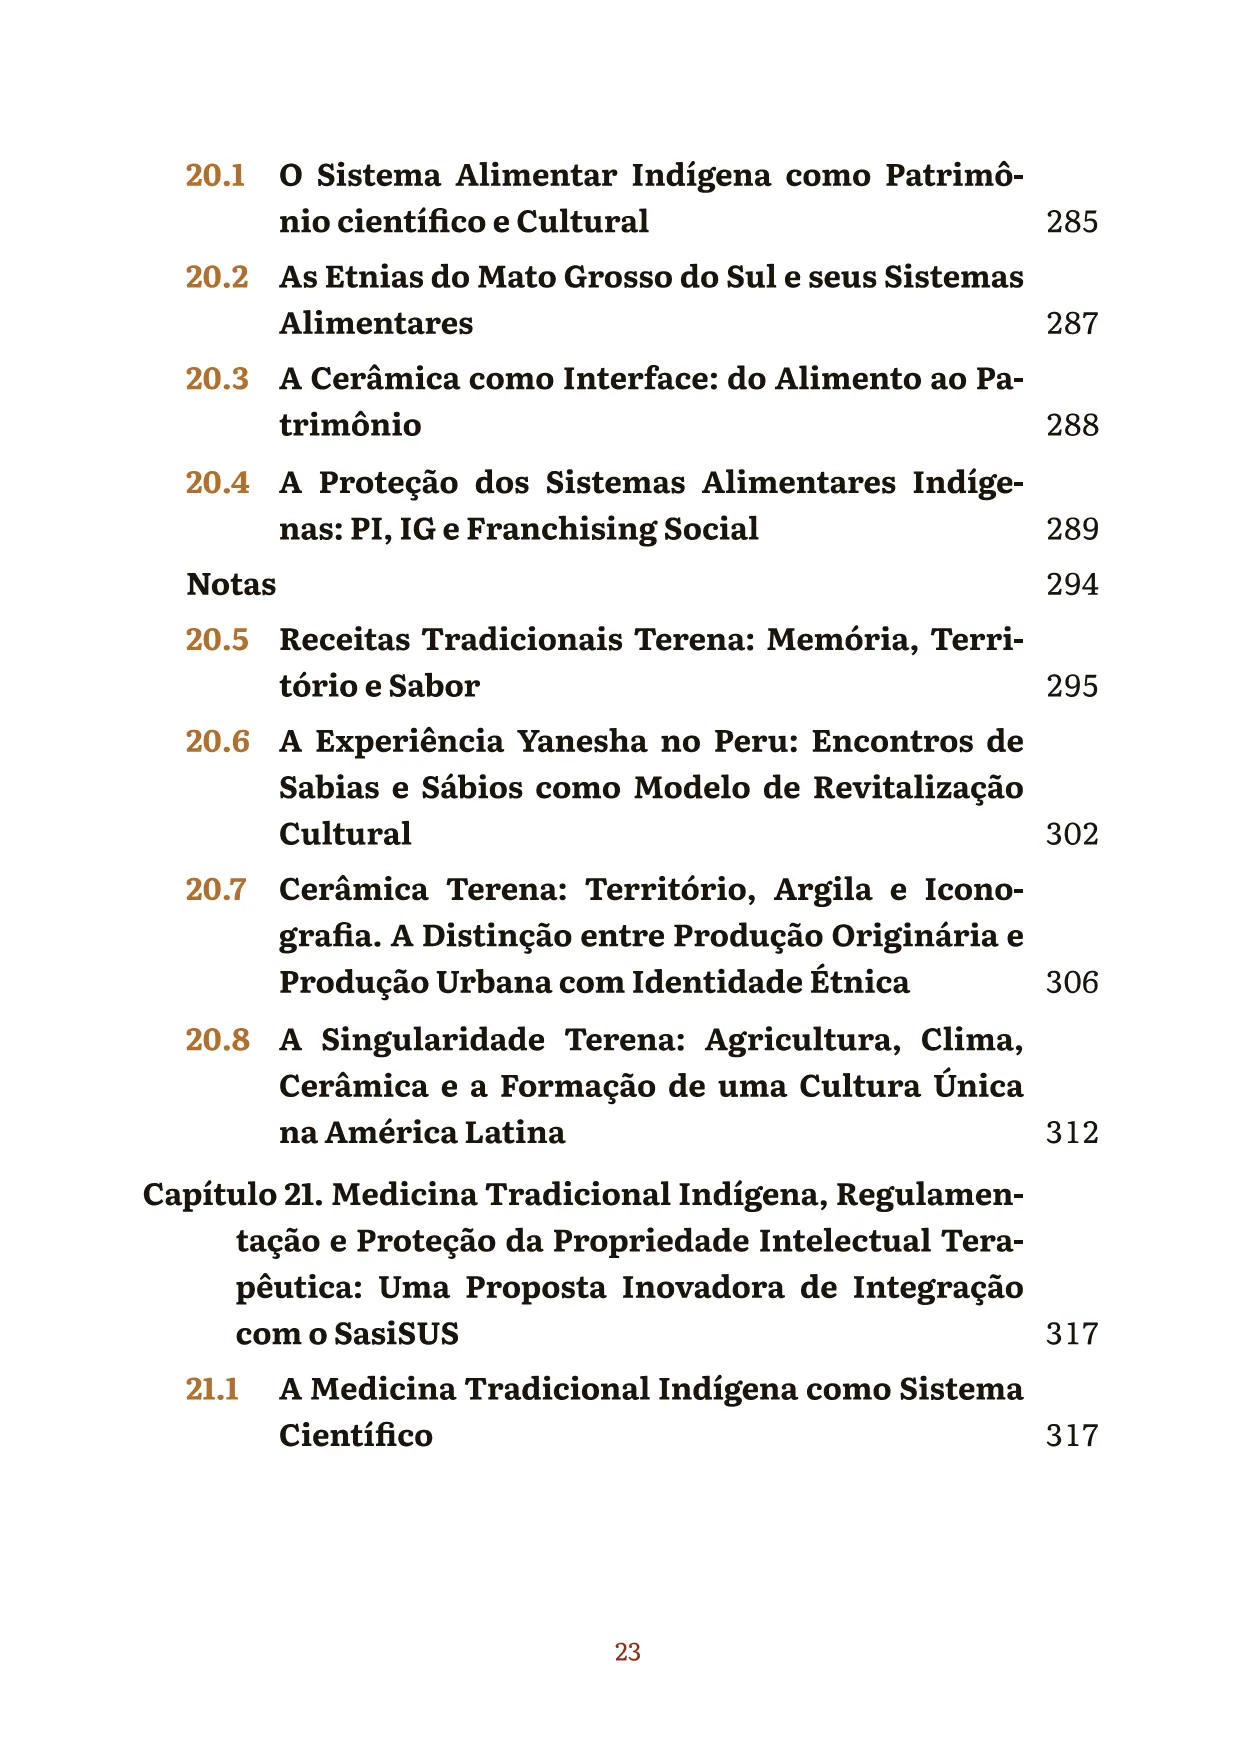 20.1 O Sistema Alimentar Indígena como Patrimô-
nio científico e Cultural 285
20.2 As Etnias do Mato Grosso do Sul e seus Sistemas
Alimentares 287
20.3 A Cerâmica como Interface: do Alimento ao Pa-
trimônio 288
20.4 A Proteção dos Sistemas Alimentares Indíge-
nas: PI, IG e Franchising Social 289
Notas 294
20.5 Receitas Tradicionais Terena: Memória, Terri-
tório e Sabor 295
20.6 A Experiência Yanesha no Peru: Encontros de
Sabias e Sábios como Modelo de Revitalização
Cultural 302
20.7 Cerâmica Terena: Território, Argila e Icono-
grafia. A Distinção entre Produção Originária e
Produção Urbana com Identidade Étnica 306
20.8 A Singularidade Terena: Agricultura, Clima,
Cerâmica e a Formação de uma Cultura Única
na América Latina 312
Capítulo 21. Medicina Tradicional Indígena, Regulamen-
tação e Proteção da Propriedade Intelectual Tera-
pêutica: Uma Proposta Inovadora de Integração
com o SasiSUS 317
21.1 A Medicina Tradicional Indígena como Sistema
Científico 317
23